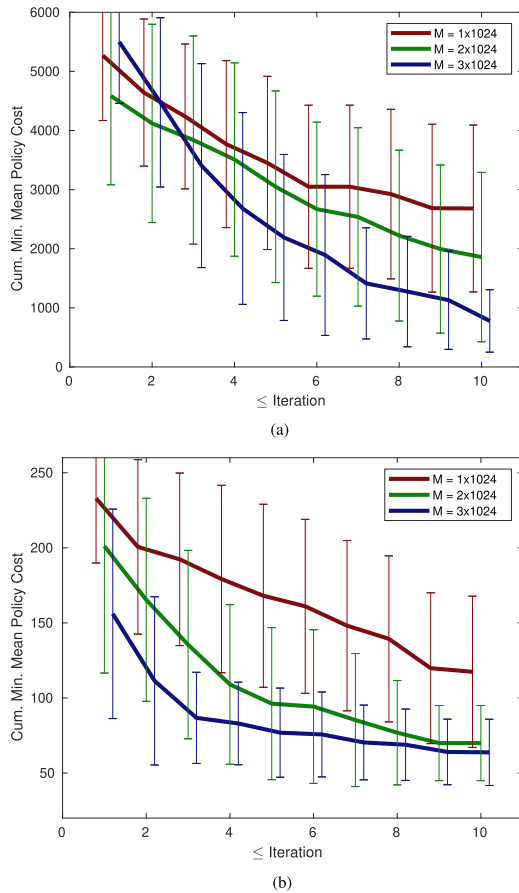 6000
5000
4000
3000
2000
1000
0
Cum. Min. Mean Policy Cost
M = 1x1024
M = 2x1024
M = 3x1024
0 2 4 6 8 10
≤ Iteration
(a)
250
200
150
100
50
Cum. Min. Mean Policy Cost
M = 1x1024
M = 2x1024
M = 3x1024
0 2 4 6 8 10
≤ Iteration
(b)